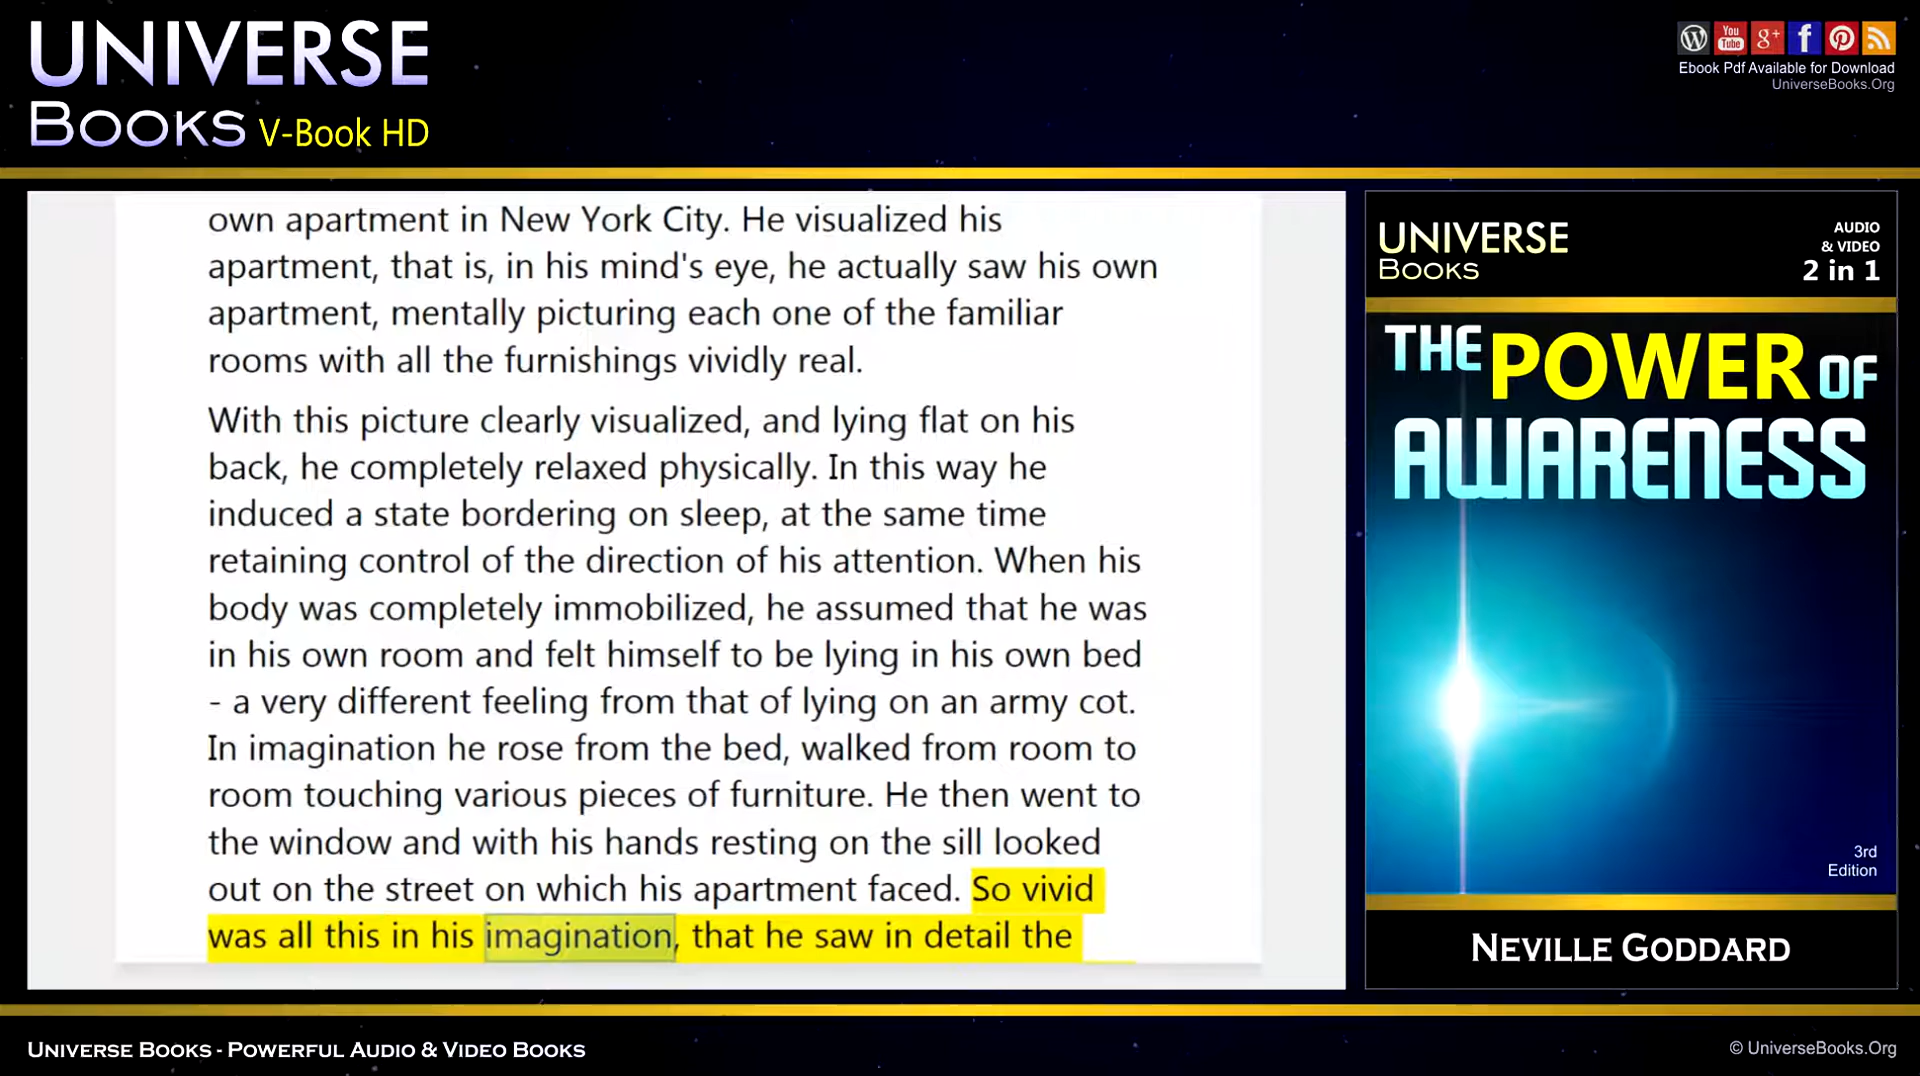 UNIVERSE
BOOKS V-Book HD
You
Tube
g+
Ebook Pdf Available for Download
UniverseBooks.Org
own apartment in New York City. He visualized his
apartment, that is, in his mind's eye, he actually saw his own
apartment, mentally picturing each one of the familiar
rooms with all the furnishings vividly real.
With this picture clearly visualized, and lying flat on his
back, he completely relaxed physically. In this way he
induced a state bordering on sleep, at the same time
retaining control of the direction of his attention. When his
body was completely immobilized, he assumed that he was
in his own room and felt himself to be lying in his own bed
- a very different feeling from that of lying on an army cot.
In imagination he rose from the bed, walked from room to
room touching various pieces of furniture. He then went to
the window and with his hands resting on the sill looked
out on the street on which his apartment faced. So vivid
was all this in his imagination, that he saw in detail the
UNIVERSE
BOOKS
AUDIO
& VIDEO
2 in 1
THE POWER OF
AWARENESS
3rd
Edition
NEVILLE GODDARD
UNIVERSE BOOKS - POWERFUL AUDIO & VIDEO BOOKS
© UniverseBooks.Org